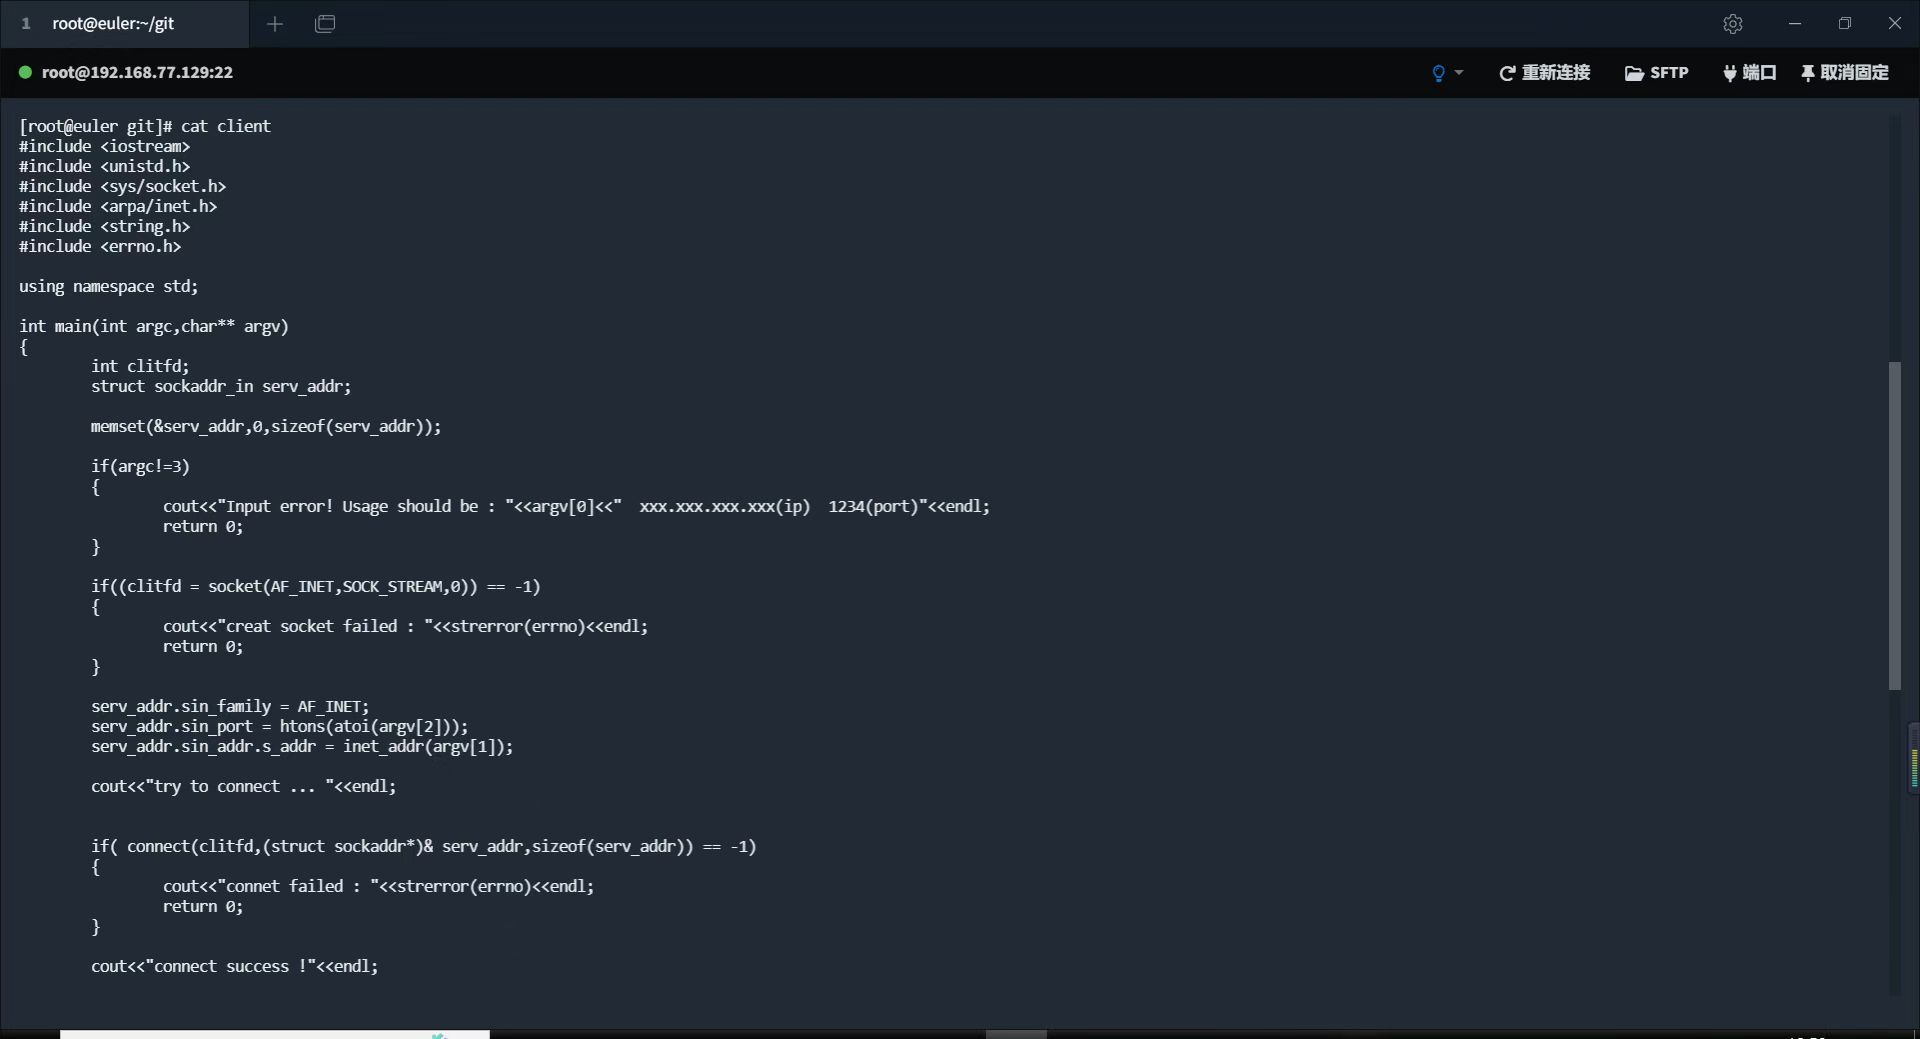 1 root@euler:~/git
root@192.168.77.129:22
重新连接 SFTP 端口 取消固定
[root@euler git]# cat client
#include <iostream>
#include <unistd.h>
#include <sys/socket.h>
#include <arpa/inet.h>
#include <string.h>
#include <errno.h>
using namespace std;
int main(int argc,char** argv)
{
int clitfd;
struct sockaddr_in serv_addr;
memset(&serv_addr,0,sizeof(serv_addr));
if(argc!=3)
{
cout<<"Input error! Usage should be : "<<argv[0]<<"  xxx.xxx.xxx.xxx(ip)  1234(port)"<<endl;
return 0;
}
if((clitfd = socket(AF_INET,SOCK_STREAM,0)) == -1)
{
cout<<"creat socket failed : "<<strerror(errno)<<endl;
return 0;
}
serv_addr.sin_family = AF_INET;
serv_addr.sin_port = htons(atoi(argv[2]));
serv_addr.sin_addr.s_addr = inet_addr(argv[1]);
cout<<"try to connect ... "<<endl;
if( connect(clitfd,(struct sockaddr*)& serv_addr,sizeof(serv_addr)) == -1)
{
cout<<"connet failed : "<<strerror(errno)<<endl;
return 0;
}
cout<<"connect success !"<<endl;